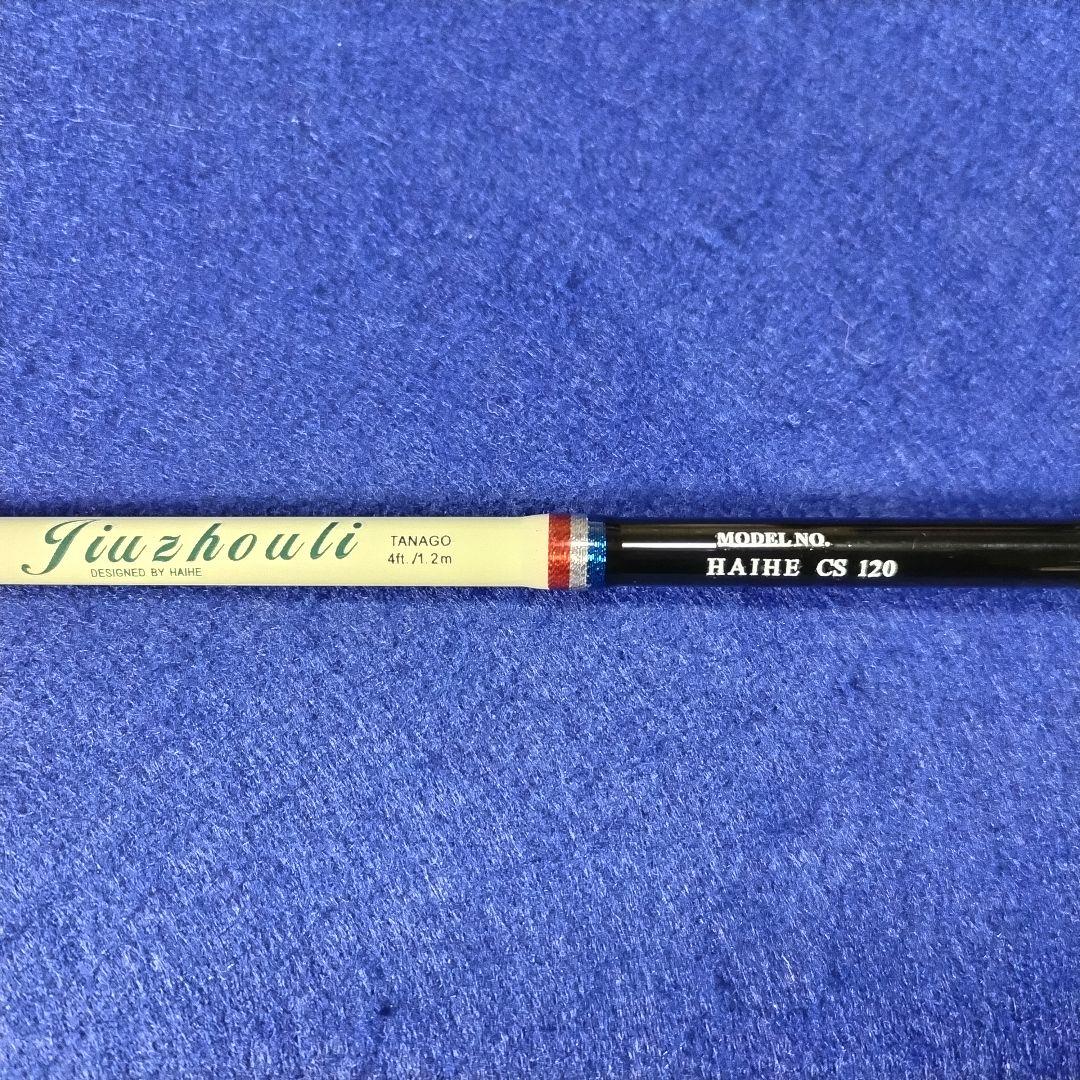 Jiuzhouli
DESIGNED BY HAIHE
TANAGO
4ft./1.2m
MODEL NO.
HAIHE CS 120